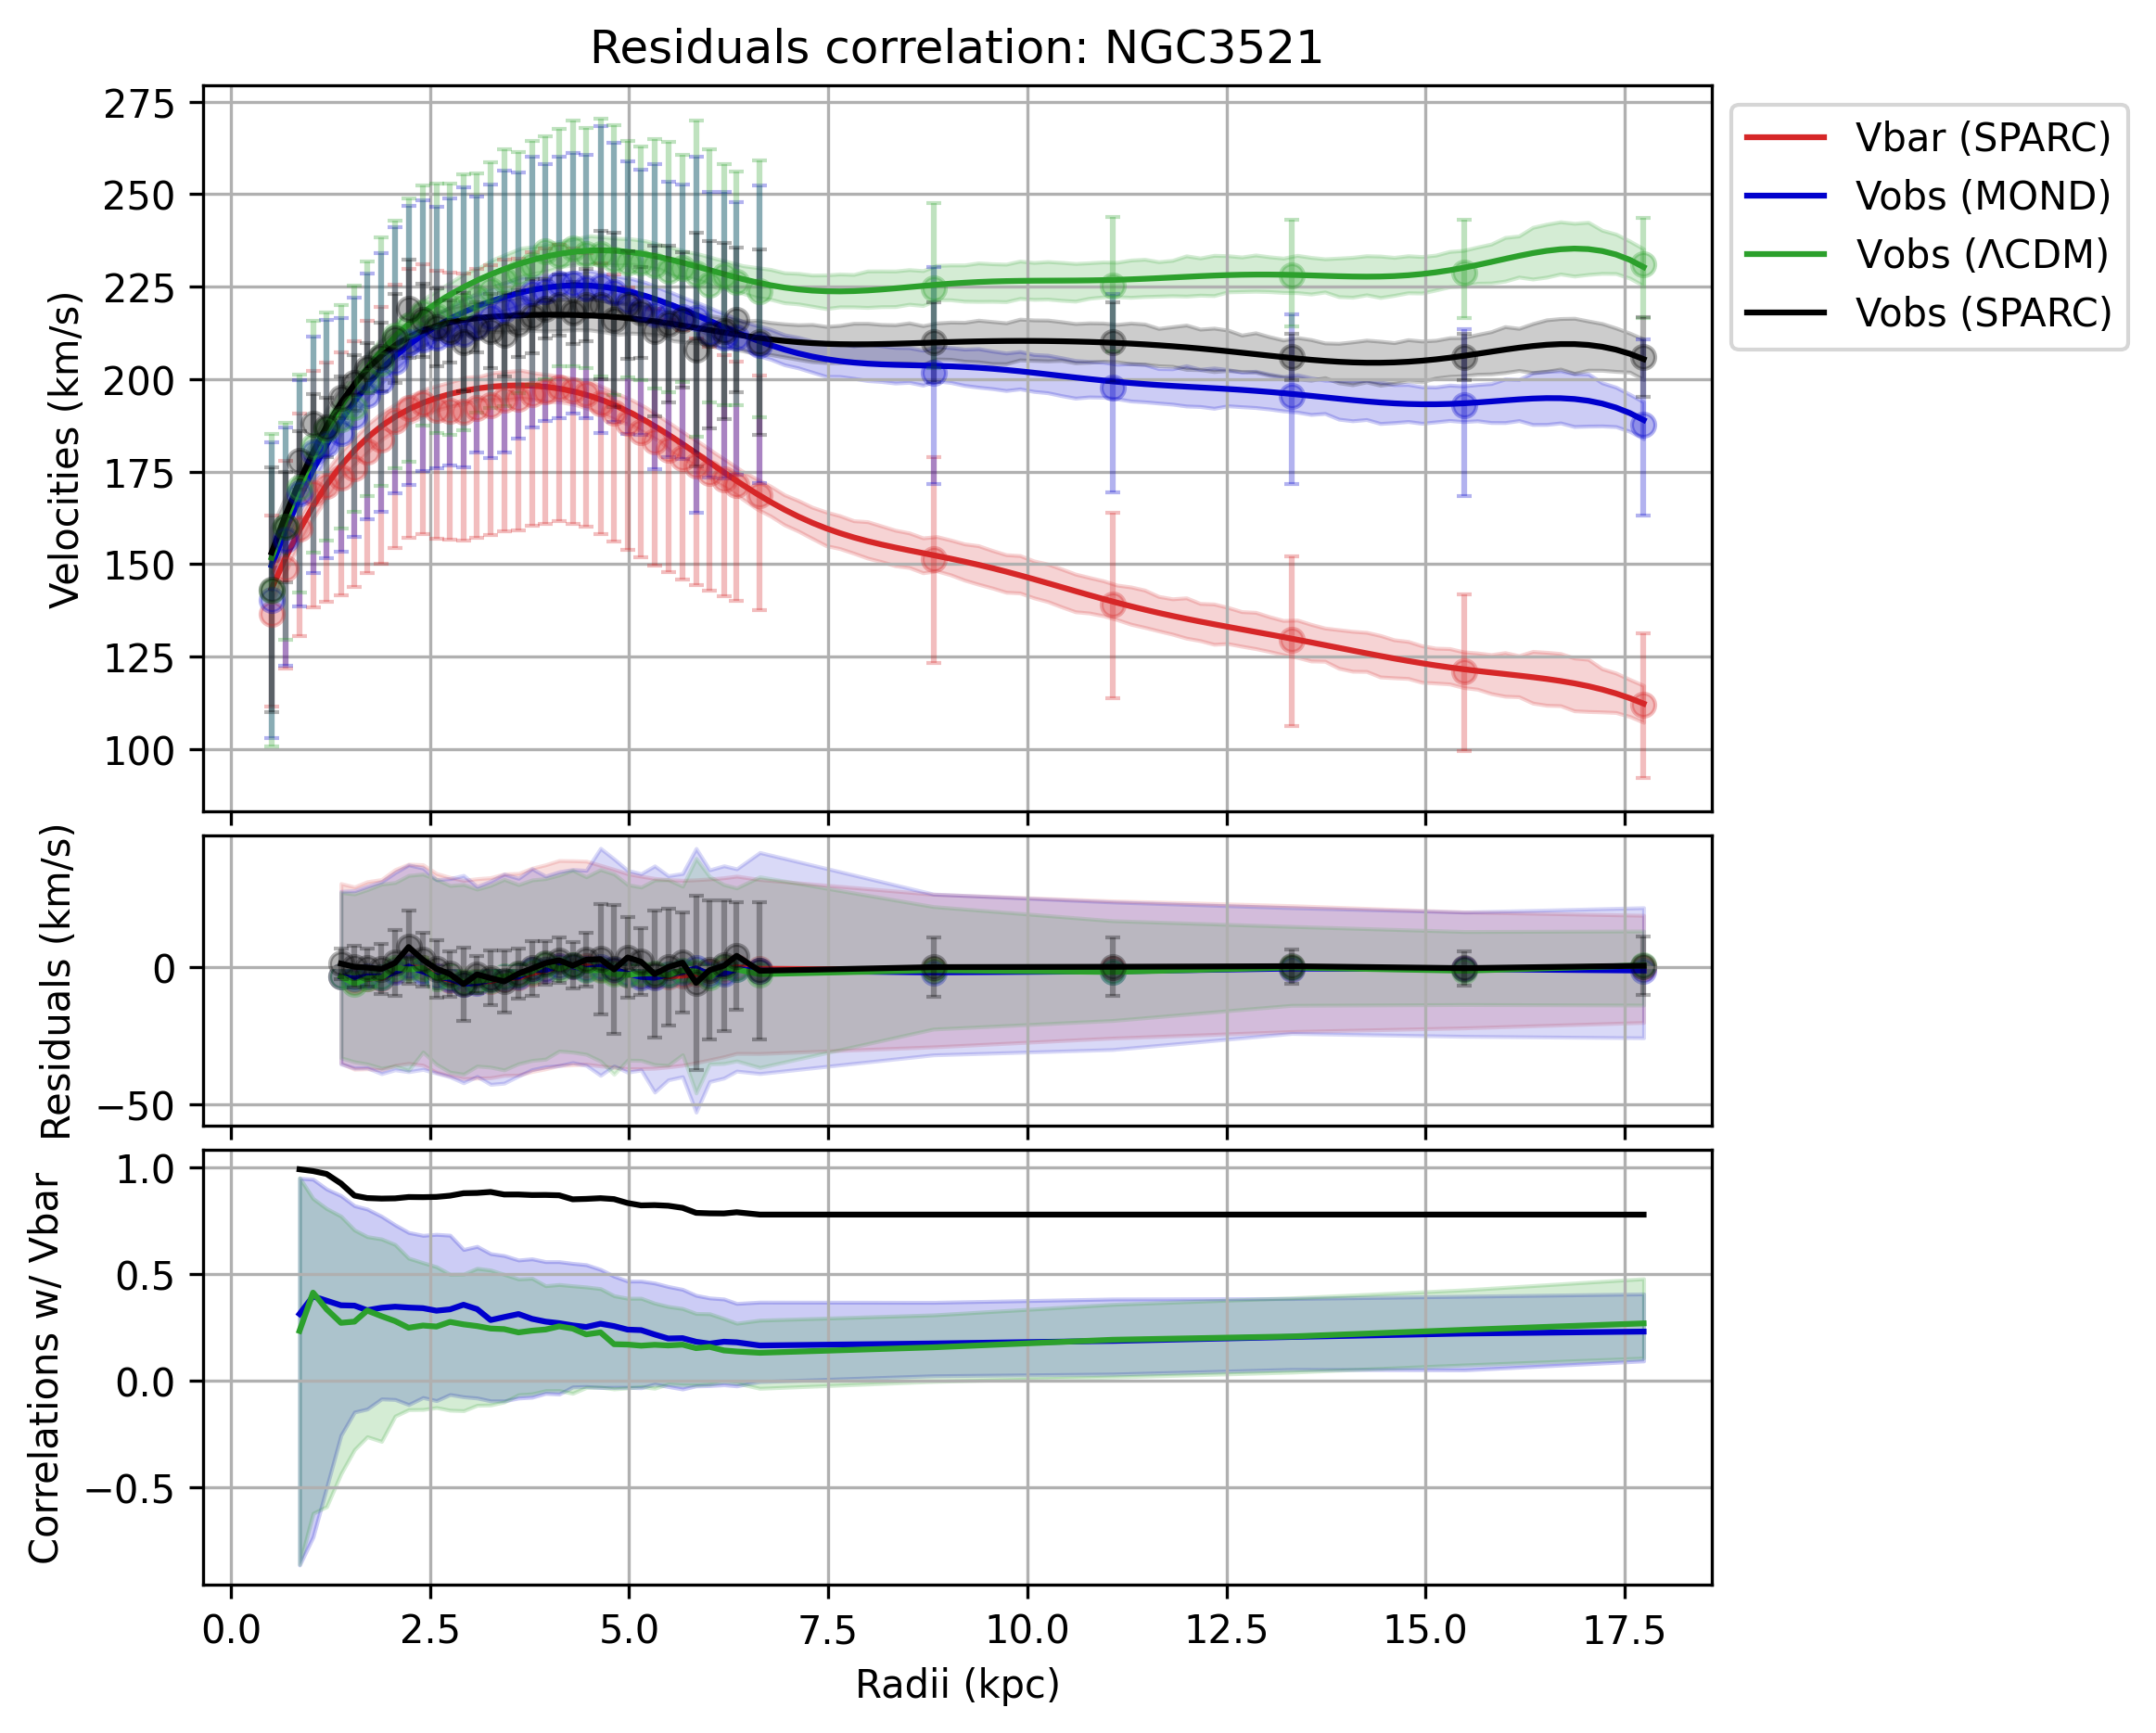 Residuals correlation: NGC3521
275
250
225
200
175
150
125
100
Velocities (km/s)
Vbar (SPARC)
Vobs (MOND)
Vobs (ΛCDM)
Vobs (SPARC)
0
−50
Residuals (km/s)
1.0
0.5
0.0
−0.5
Correlations w/ Vbar
0.0 2.5 5.0 7.5 10.0 12.5 15.0 17.5
Radii (kpc)